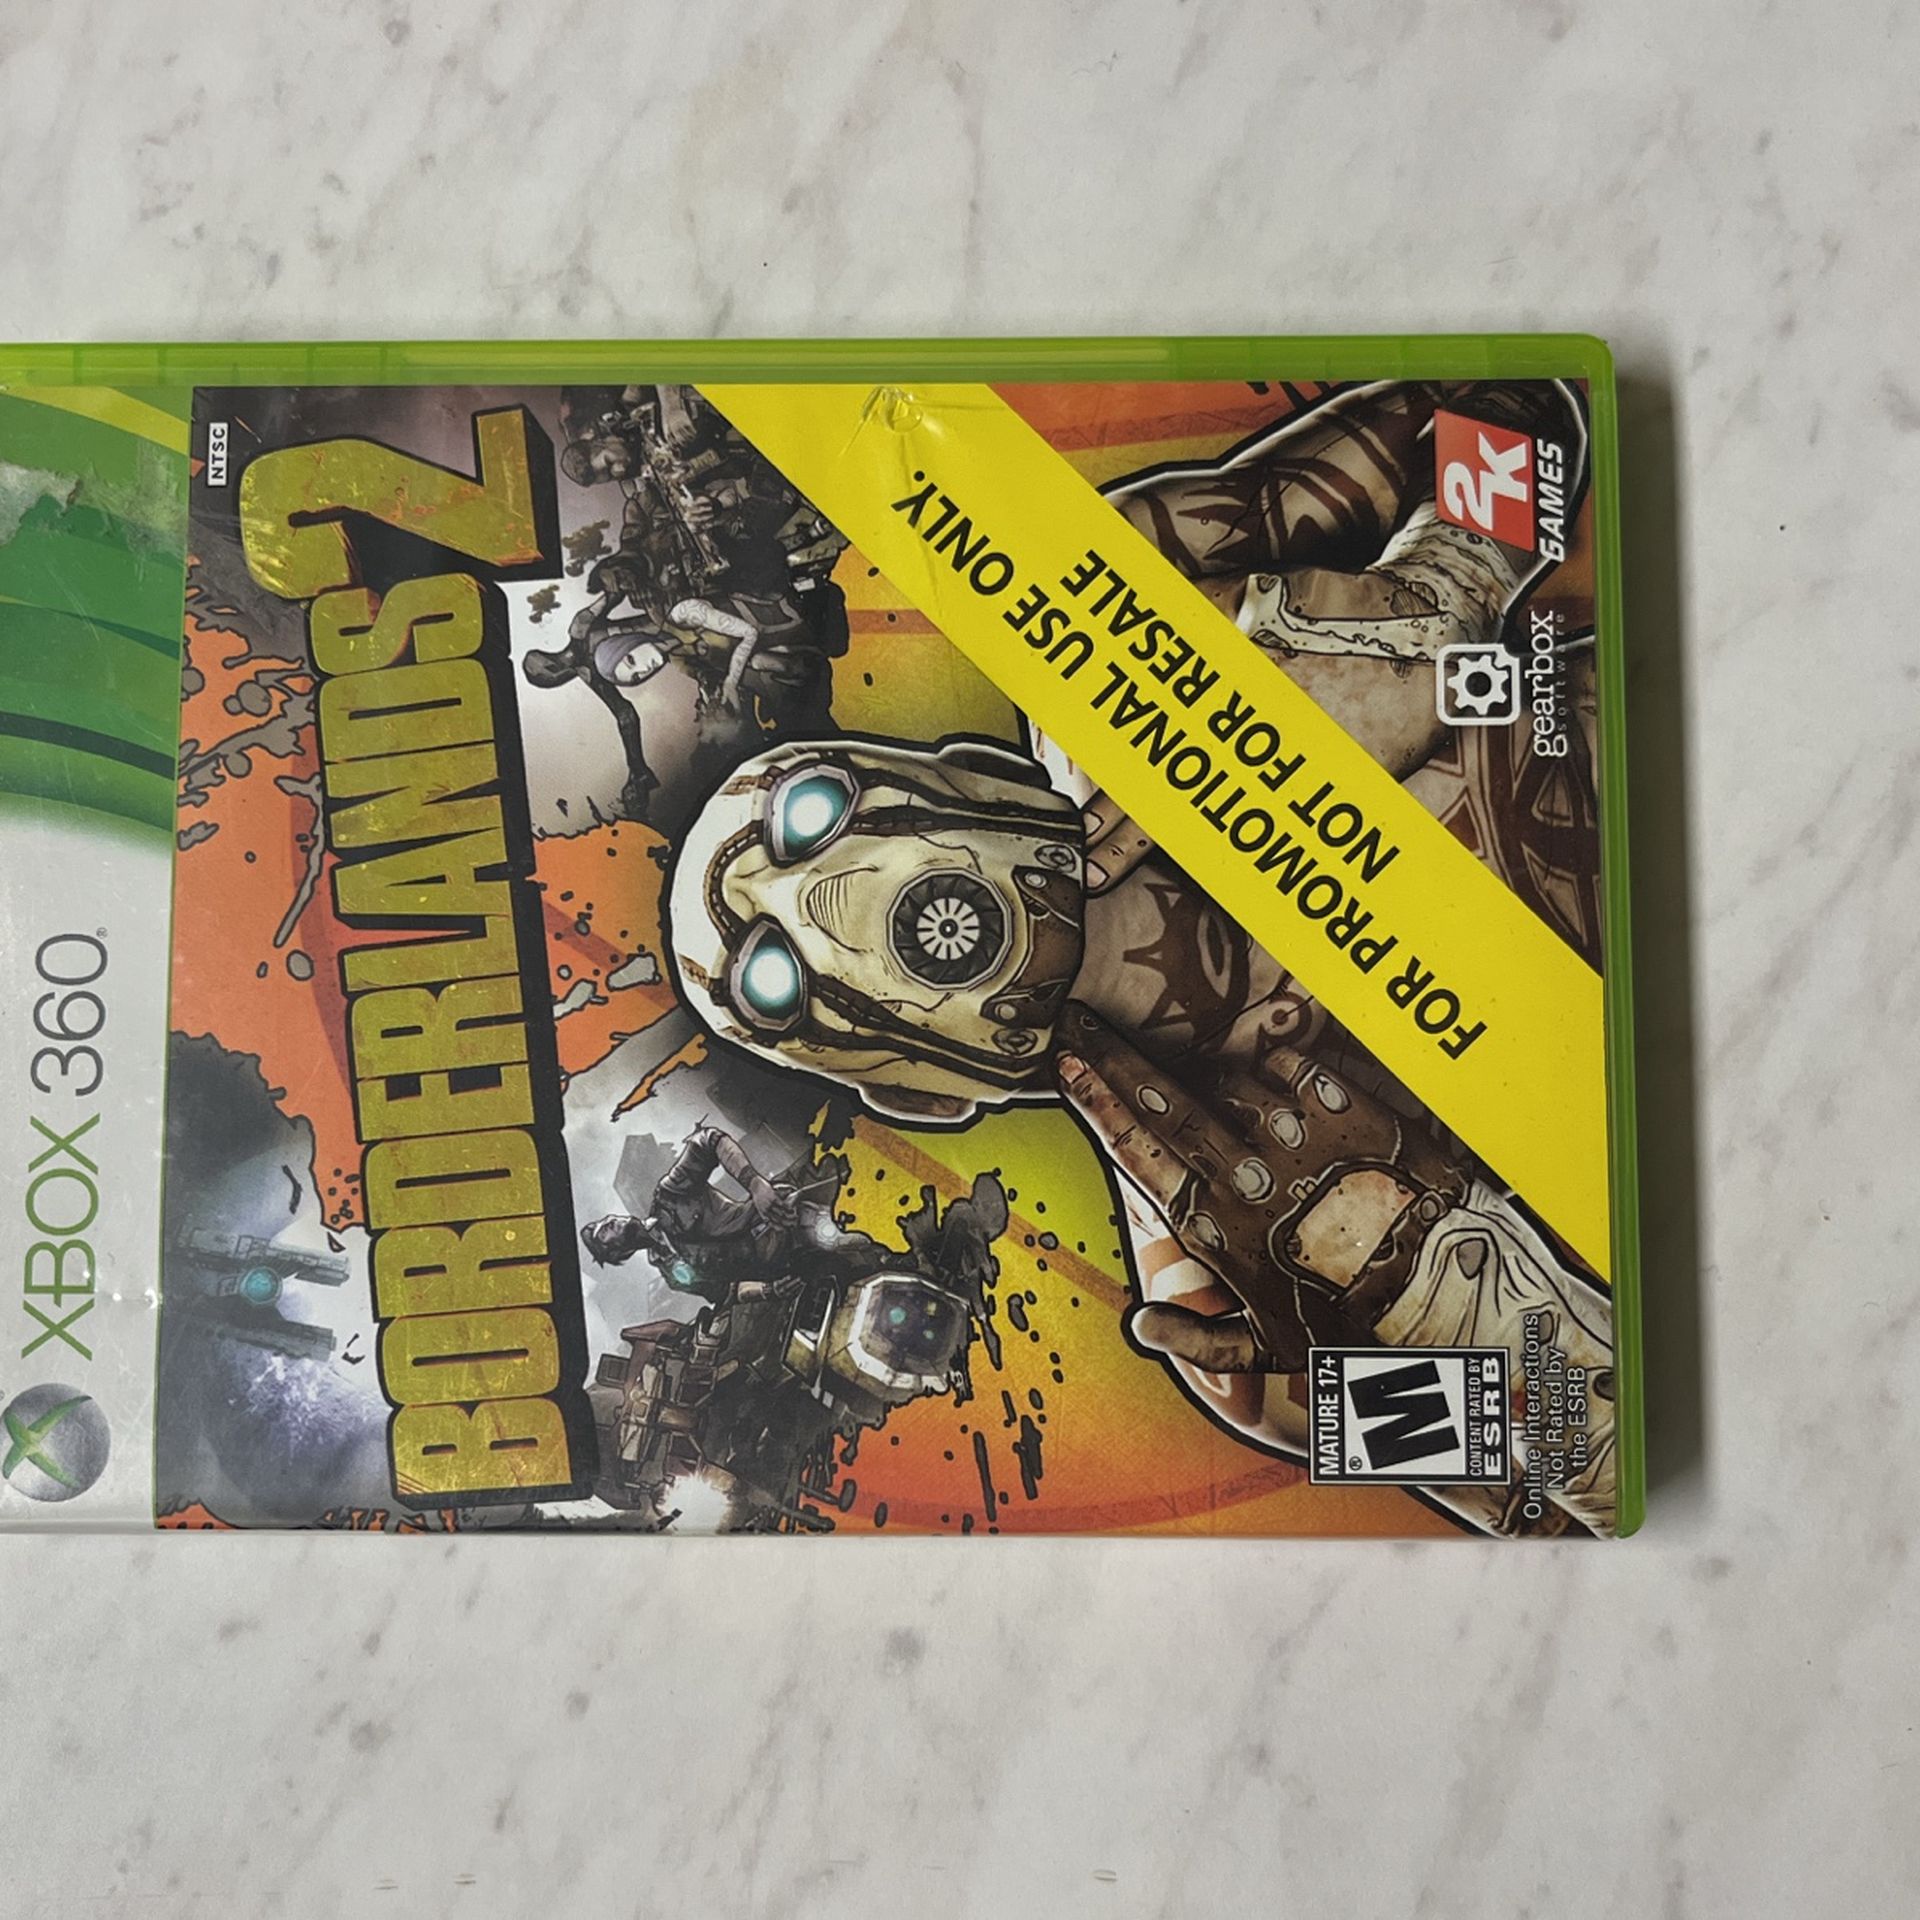 XBOX 360®
NTSC
BORDERLANDS 2
FOR PROMOTIONAL USE ONLY.
NOT FOR RESALE
MATURE 17+
M®
CONTENT RATED BY
ESRB
Online Interactions
Not Rated by
the ESRB
gearbox
software
2K
GAMES